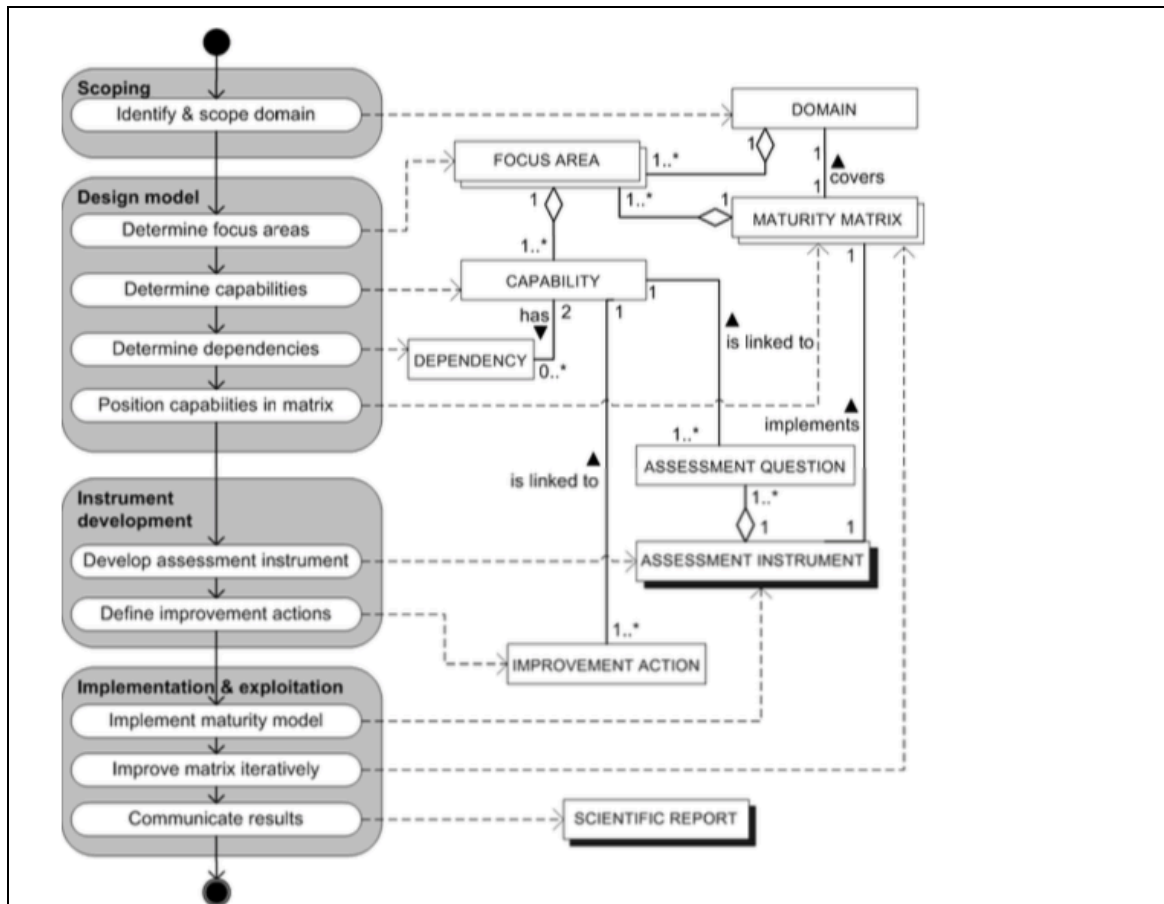 Scoping
Identify & scope domain
Design model
Determine focus areas
Determine capabilities
Determine dependencies
Position capabiities in matrix
Instrument
development
Develop assessment instrument
Define improvement actions
Implementation & exploitation
Implement maturity model
Improve matrix iteratively
Communicate results
DOMAIN
1
1
▲
covers
1
FOCUS AREA
1..*
1
1..*
1
MATURITY MATRIX
1
1..*
CAPABILITY
1
has
▼
2
1
DEPENDENCY
0..*
▲
is linked to
1
▲
implements
1..*
ASSESSMENT QUESTION
▲
is linked to
1..*
1
1
ASSESSMENT INSTRUMENT
1..*
IMPROVEMENT ACTION
SCIENTIFIC REPORT